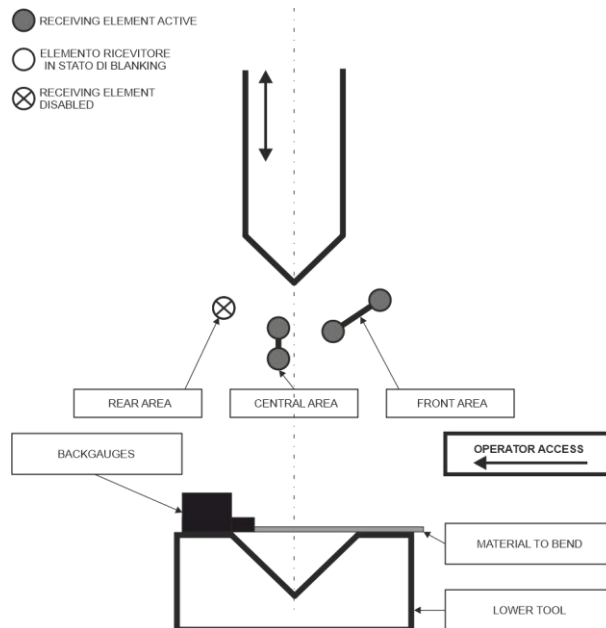 RECEIVING ELEMENT ACTIVE
ELEMENTO RICEVITORE
IN STATO DI BLANKING
RECEIVING ELEMENT
DISABLED
REAR AREA
CENTRAL AREA
FRONT AREA
BACKGAUGES
OPERATOR ACCESS
MATERIAL TO BEND
LOWER TOOL